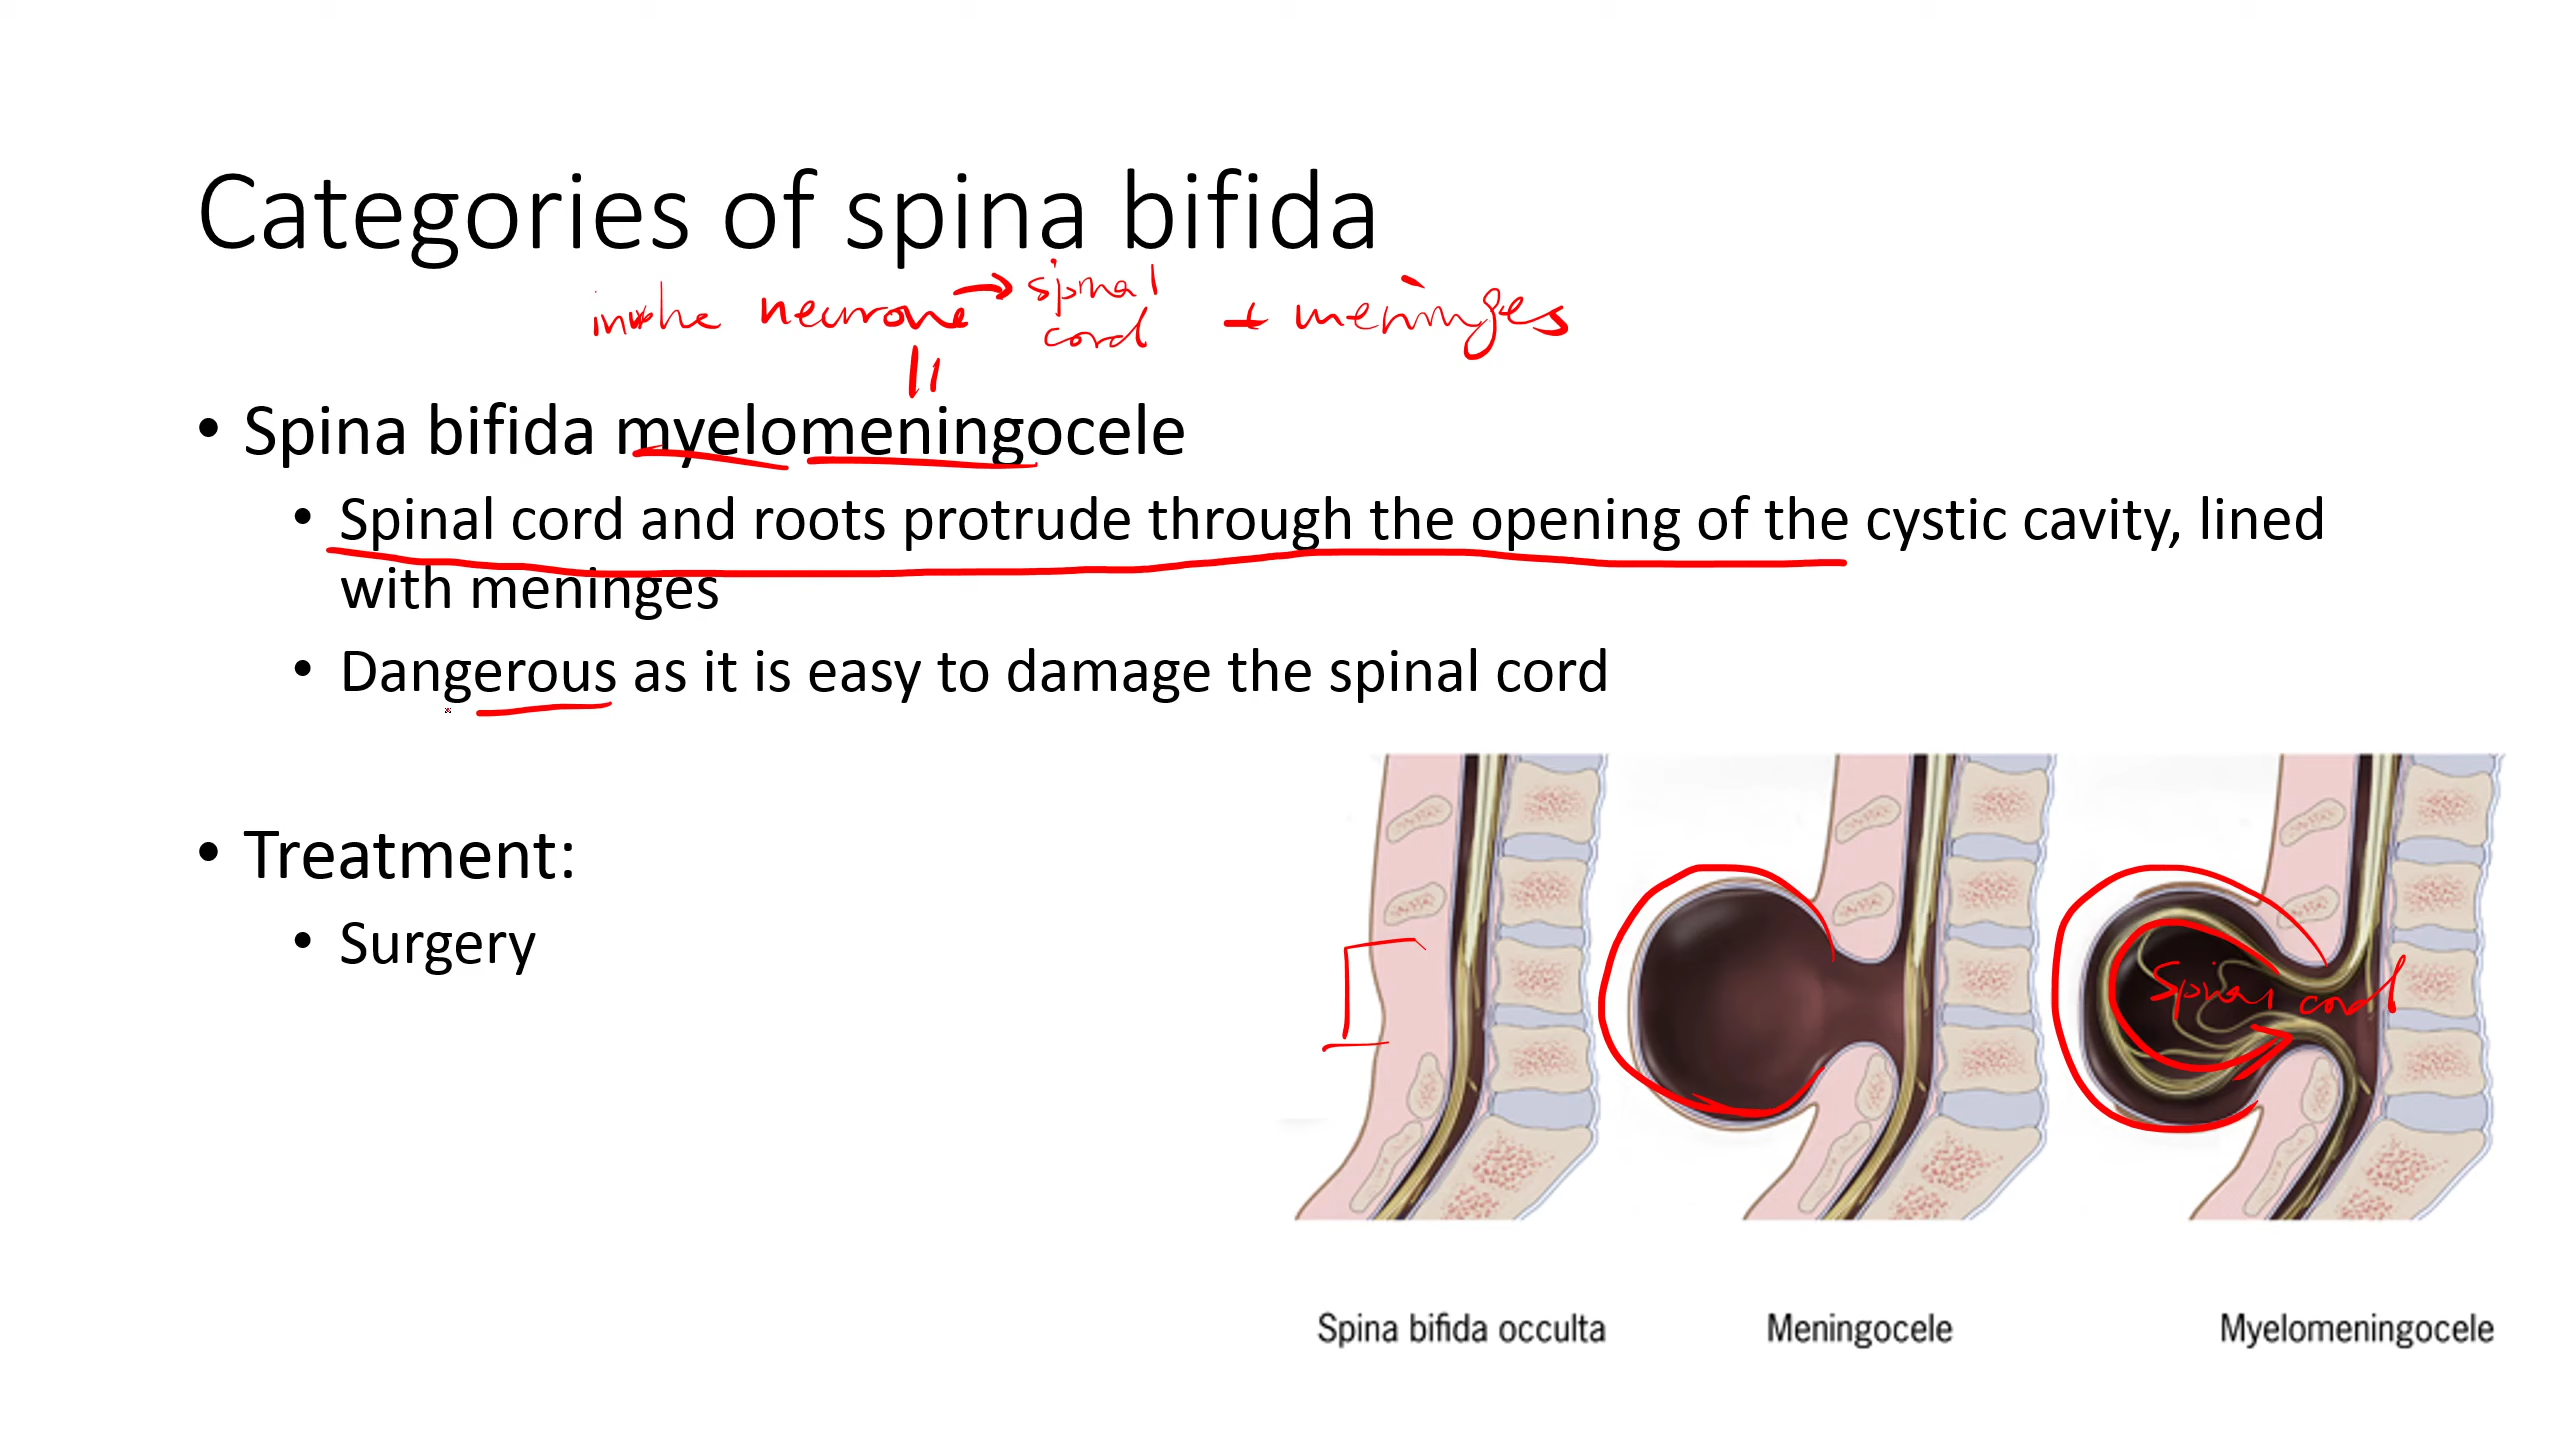 Categories of spina bifida
involve neurone → spinal cord + meninges
• Spina bifida myelomeningocele
• Spinal cord and roots protrude through the opening of the cystic cavity, lined
with meninges
• Dangerous as it is easy to damage the spinal cord
• Treatment:
• Surgery
Spinal cord
Spina bifida occulta
Meningocele
Myelomeningocele